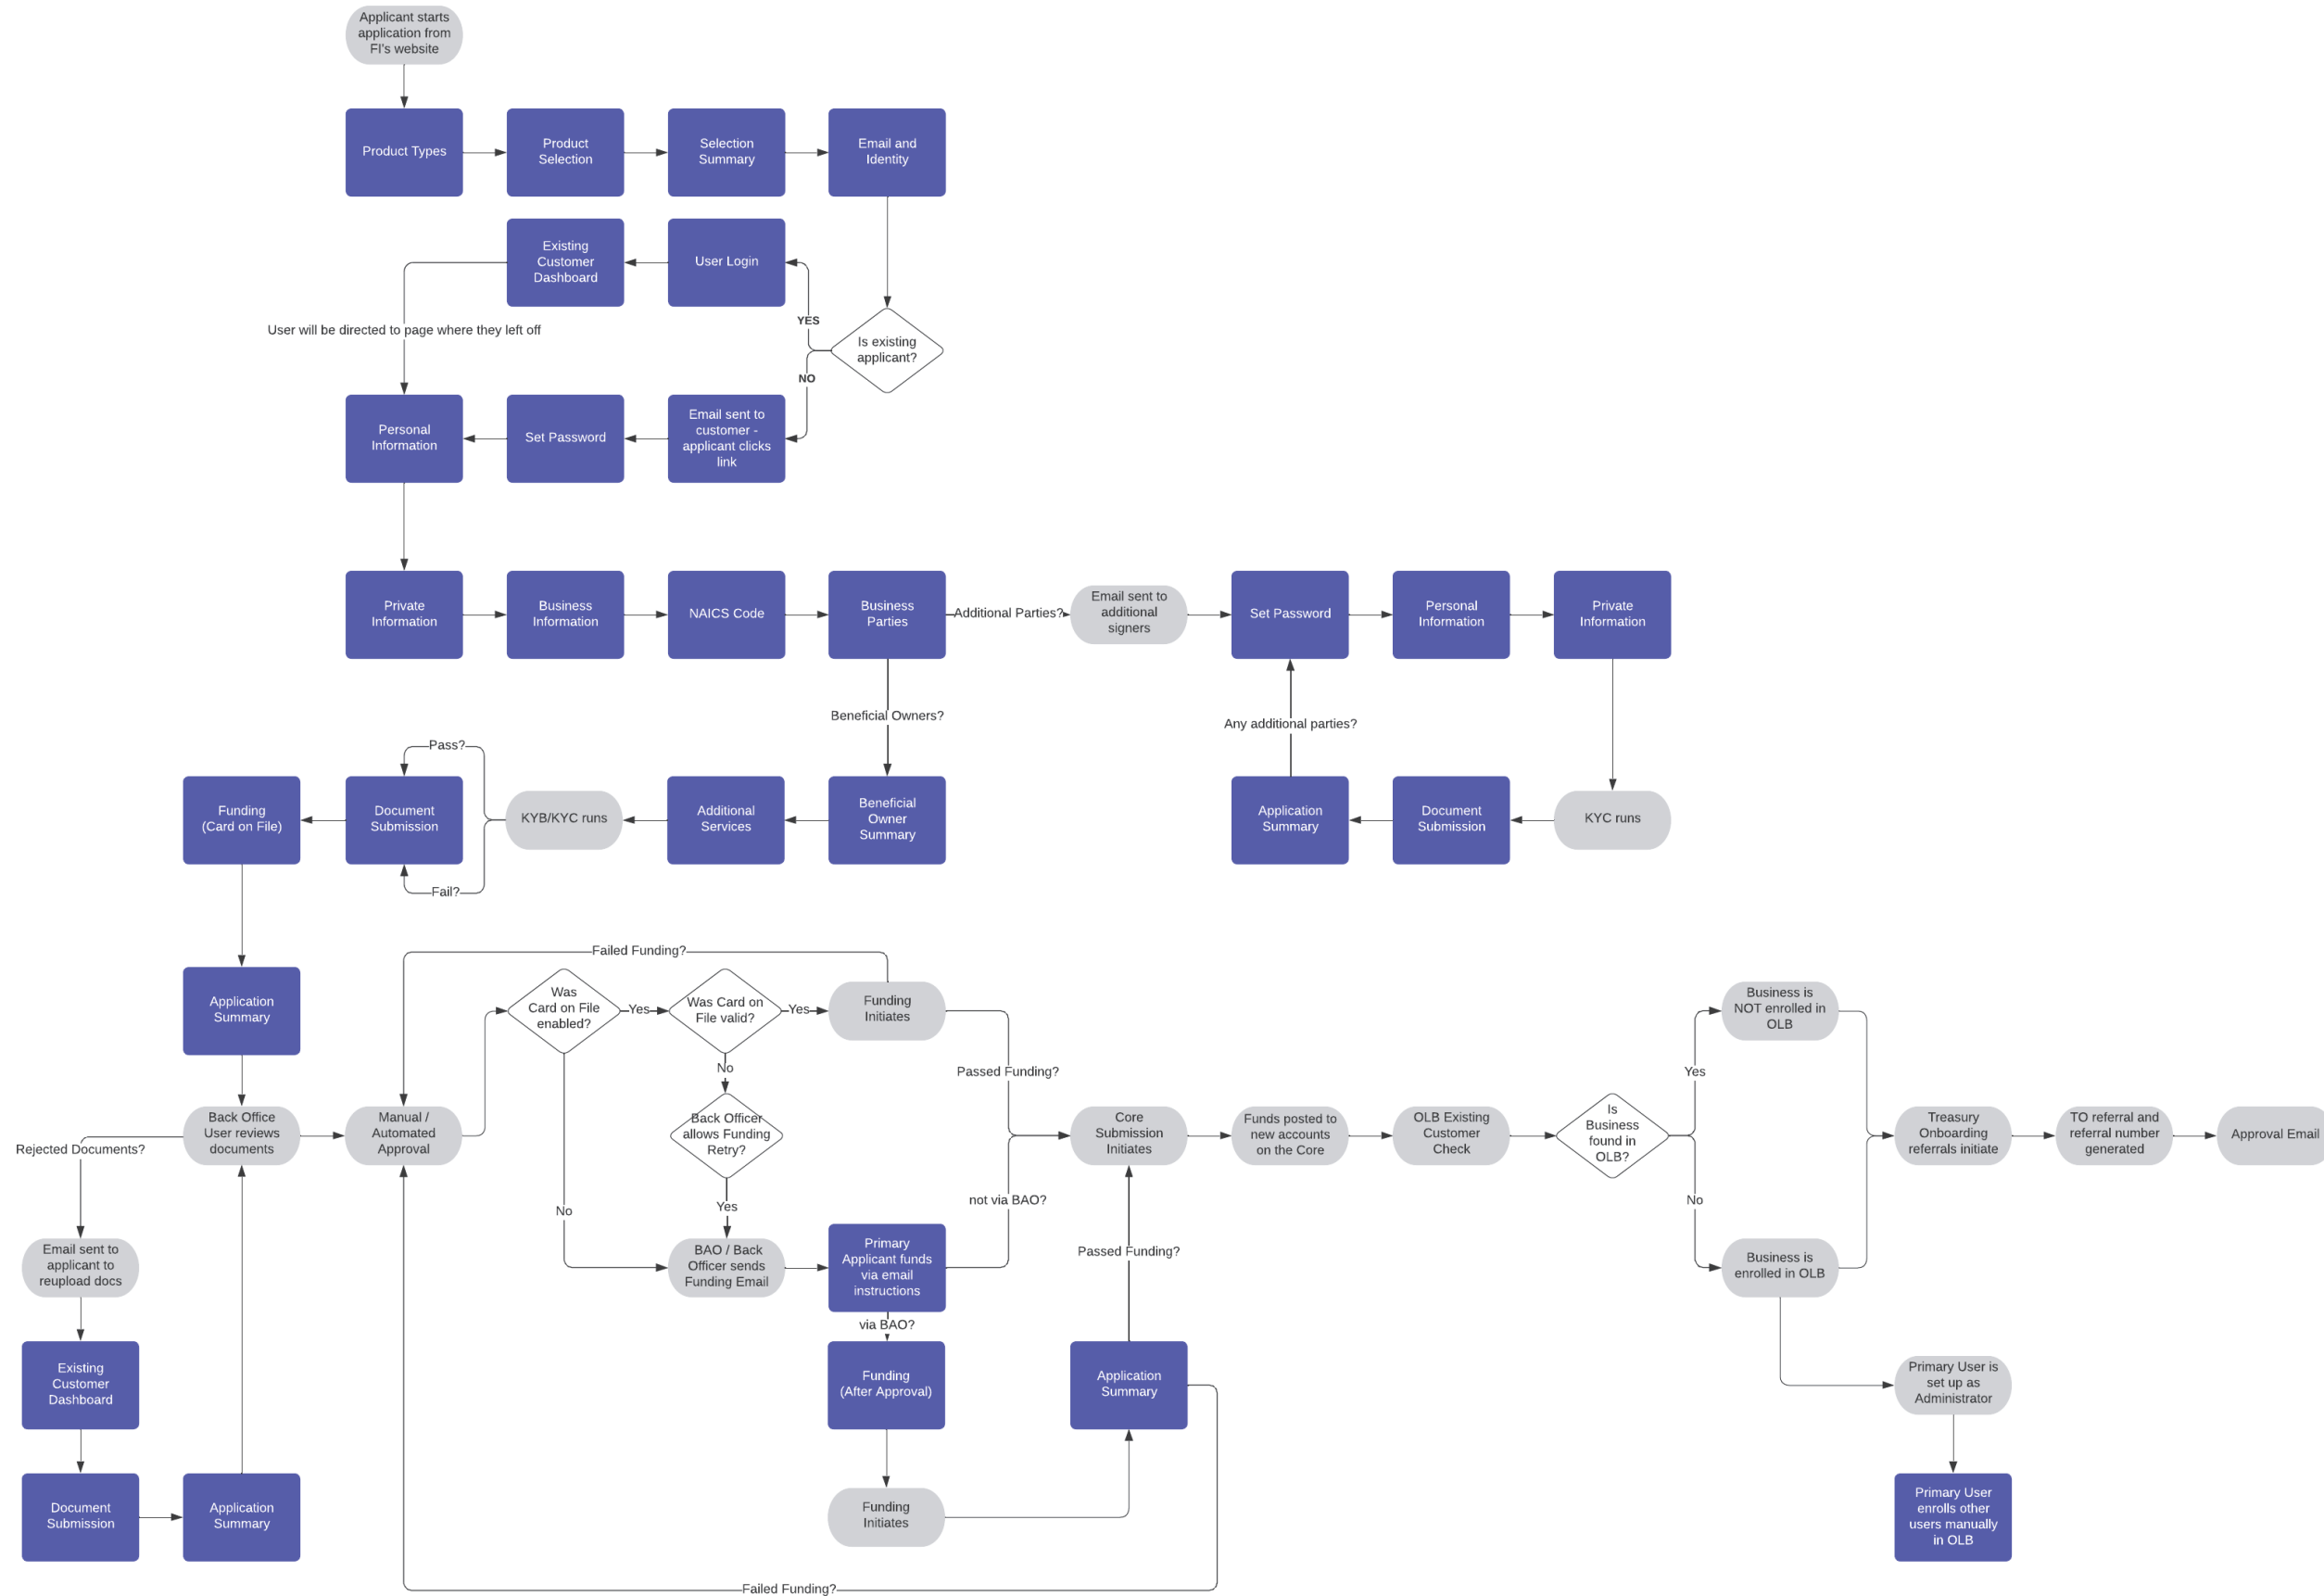 Applicant starts
application from
FI's website
Product Types
Product
Selection
Selection
Summary
Email and
Identity
Existing
Customer
Dashboard
User Login
YES
Is existing
applicant?
User will be directed to page where they left off
NO
Personal
Information
Set Password
Email sent to
customer -
applicant clicks
link
Private
Information
Business
Information
NAICS Code
Business
Parties
Additional Parties?
Email sent to
additional
signers
Set Password
Personal
Information
Private
Information
Beneficial Owners?
Any additional parties?
Pass?
Funding
(Card on File)
Document
Submission
KYB/KYC runs
Additional
Services
Beneficial
Owner
Summary
Application
Summary
Document
Submission
KYC runs
Fail?
Failed Funding?
Application
Summary
Was
Card on File
enabled?
Yes
Was Card on
File valid?
Yes
Funding
Initiates
Business is
NOT enrolled in
OLB
No
Passed Funding?
Yes
Back Office
User reviews
documents
Manual /
Automated
Approval
Back Officer
allows Funding
Retry?
Core
Submission
Initiates
Funds posted to
new accounts
on the Core
OLB Existing
Customer
Check
Is
Business
found in
OLB?
Treasury
Onboarding
referrals initiate
TO referral and
referral number
generated
Approval Email
Rejected Documents?
No
Yes
not via BAO?
No
Email sent to
applicant to
reupload docs
BAO / Back
Officer sends
Funding Email
Primary
Applicant funds
via email
instructions
Passed Funding?
Business is
enrolled in OLB
via BAO?
Existing
Customer
Dashboard
Funding
(After Approval)
Application
Summary
Primary User is
set up as
Administrator
Document
Submission
Application
Summary
Funding
Initiates
Primary User
enrolls other
users manually
in OLB
Failed Funding?